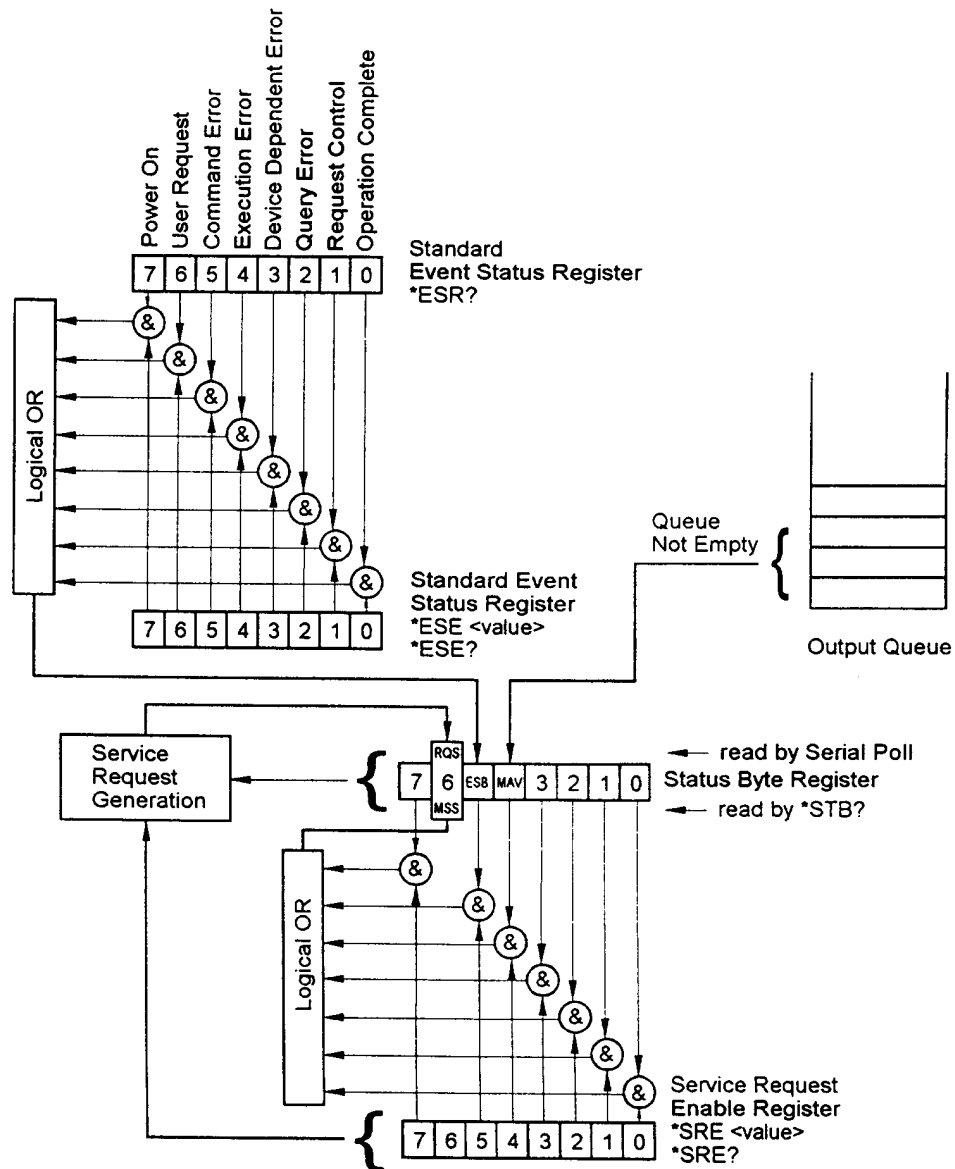 Power On
User Request
Command Error
Execution Error
Device Dependent Error
Query Error
Request Control
Operation Complete
7 6 5 4 3 2 1 0
Standard
Event Status Register
*ESR?
Logical OR
&
&
&
&
&
&
&
&
Queue
Not Empty
Output Queue
Standard Event
Status Register
*ESE <value>
*ESE?
7 6 5 4 3 2 1 0
Service
Request
Generation
RQS
7 6 ESB MAV 3 2 1 0
MSS
read by Serial Poll
Status Byte Register
read by *STB?
Logical OR
&
&
&
&
&
&
&
Service Request
Enable Register
*SRE <value>
*SRE?
7 6 5 4 3 2 1 0